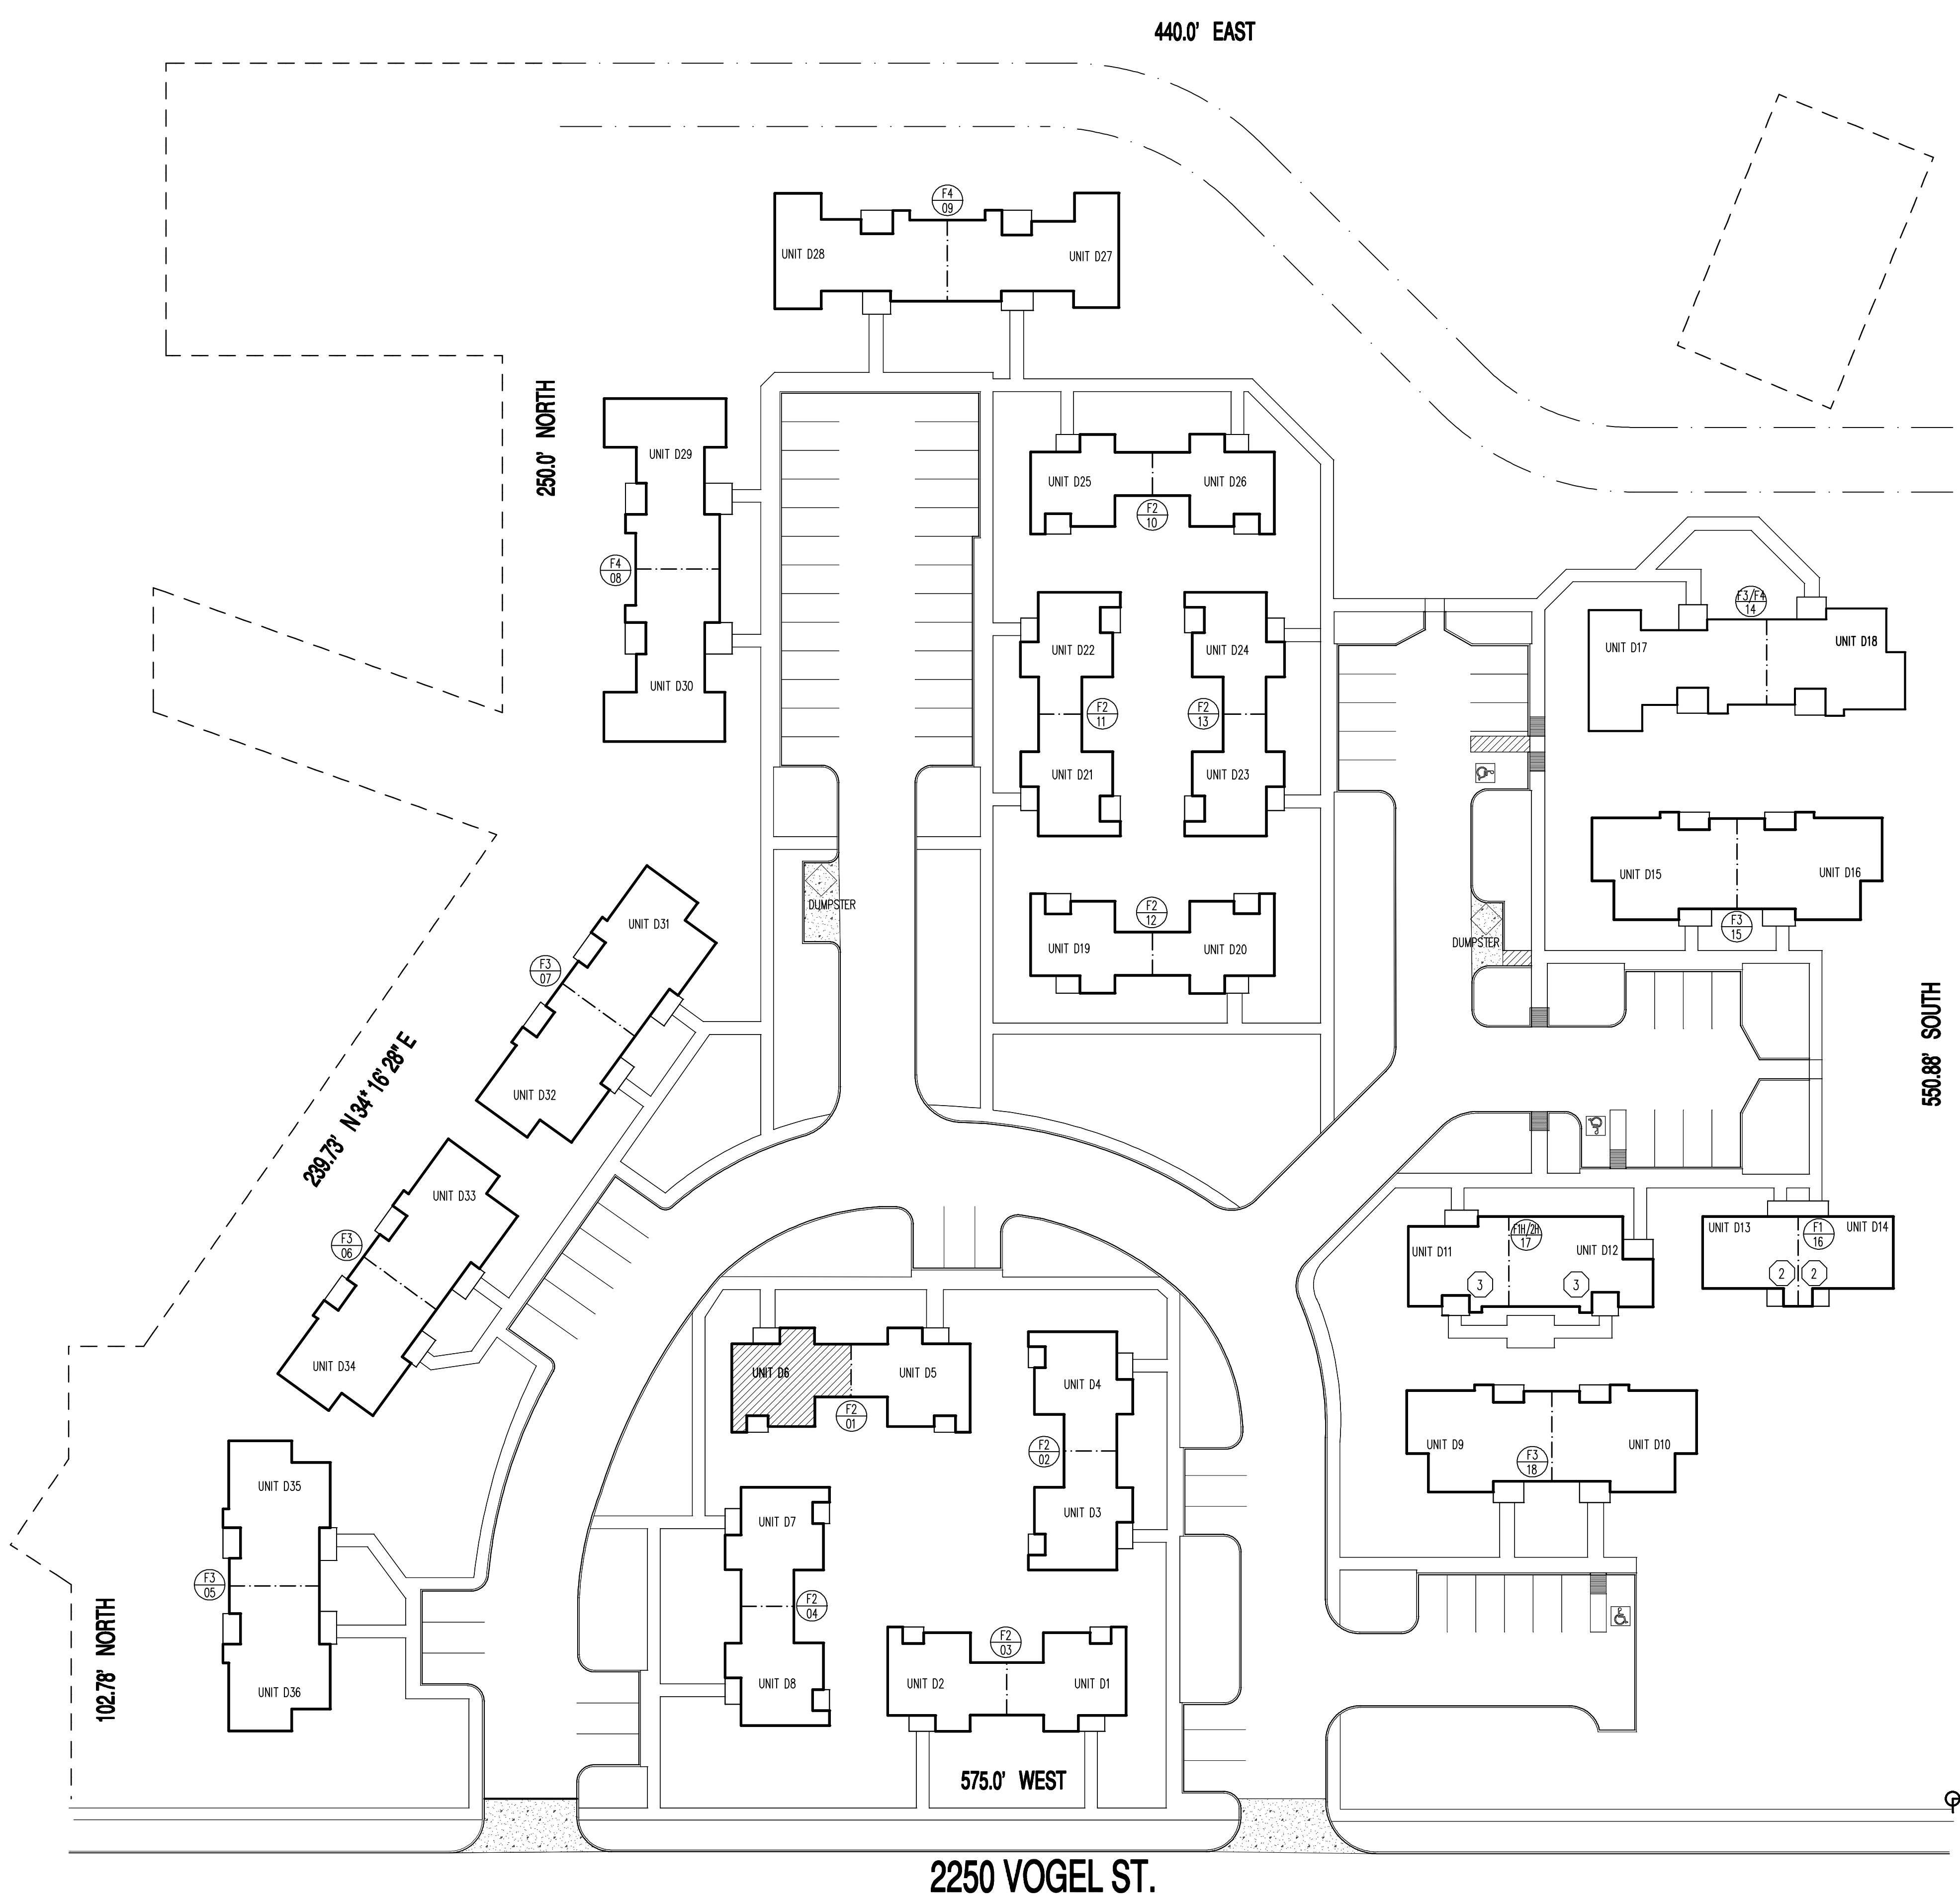 440.0' EAST
F4
09
UNIT D28
UNIT D27
250.0' NORTH
UNIT D29
F4
08
UNIT D30
UNIT D25
UNIT D26
F2
10
UNIT D22
UNIT D24
F2
11
F2
13
UNIT D21
UNIT D23
F3/F4
14
UNIT D17
UNIT D18
UNIT D15
UNIT D16
F3
15
DUMPSTER
F2
12
UNIT D19
UNIT D20
DUMPSTER
UNIT D31
F3
07
UNIT D32
550.88' SOUTH
239.73' N 34* 16' 28" E
UNIT D33
F3
06
UNIT D34
UNIT D11
F1H/2H
17
UNIT D12
3
3
UNIT D13
F1
16
UNIT D14
2
2
UNIT D6
UNIT D5
F2
01
UNIT D4
F2
02
UNIT D3
UNIT D9
UNIT D10
F3
18
UNIT D35
F3
05
UNIT D36
102.78' NORTH
UNIT D7
F2
04
UNIT D8
F2
03
UNIT D2
UNIT D1
575.0' WEST
2250 VOGEL ST.